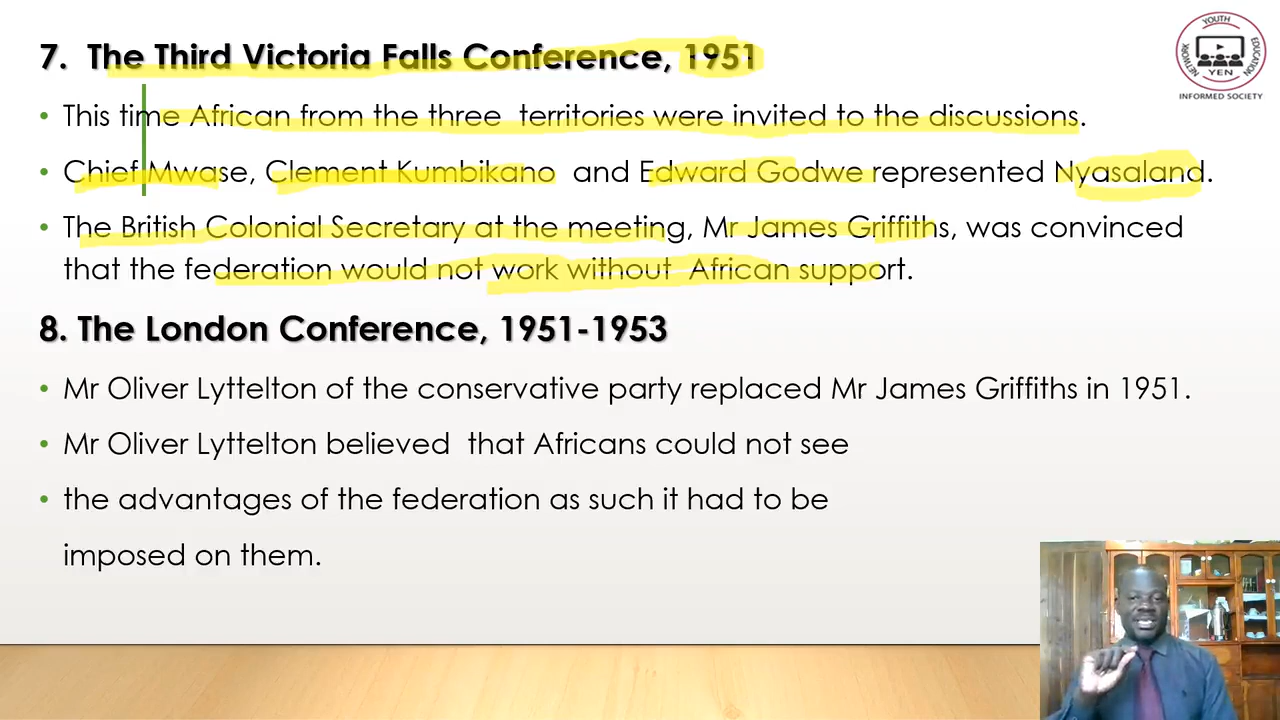 7. The Third Victoria Falls Conference, 1951
• This time African from the three territories were invited to the discussions.
• Chief Mwase, Clement Kumbikano and Edward Godwe represented Nyasaland.
• The British Colonial Secretary at the meeting, Mr James Griffiths, was convinced
that the federation would not work without African support.
8. The London Conference, 1951-1953
• Mr Oliver Lyttelton of the conservative party replaced Mr James Griffiths in 1951.
• Mr Oliver Lyttelton believed that Africans could not see
• the advantages of the federation as such it had to be
imposed on them.
YOUTH
EDUCATION
NETWORK
YEN
INFORMED SOCIETY